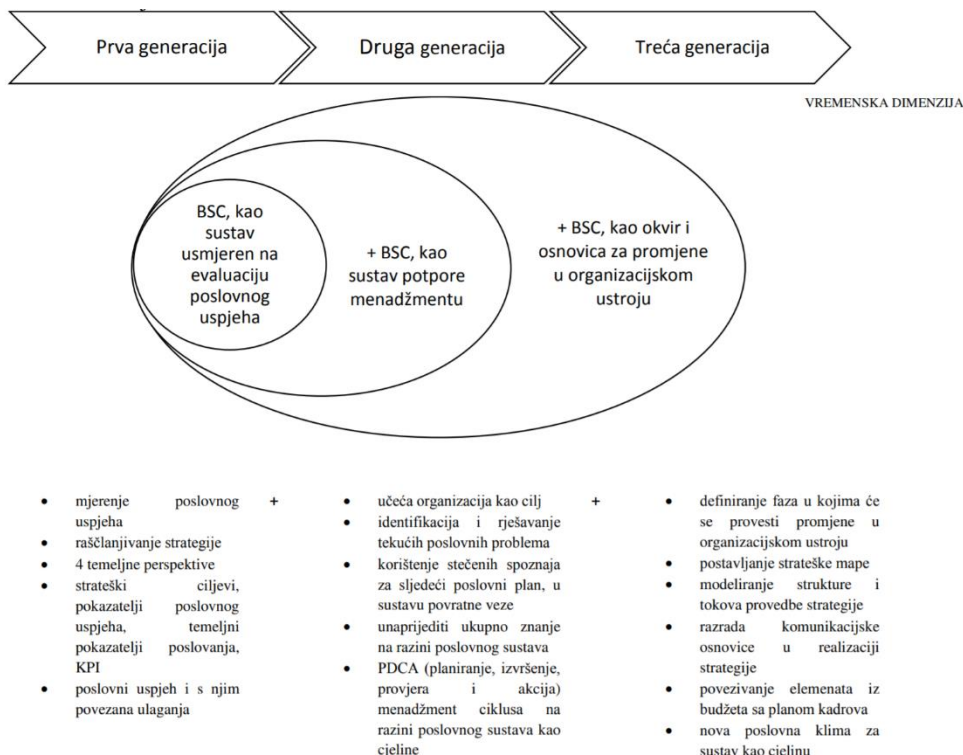 Prva generacija
Druga generacija
Treća generacija
VREMENSKA DIMENZIJA
BSC, kao
sustav
usmjeren na
evaluaciju
poslovnog
uspjeha
+ BSC, kao
sustav potpore
menadžmentu
+ BSC, kao okvir i
osnovica za promjene
u organizacijskom
ustroju
• mjerenje poslovnog
uspjeha
• raščlanjivanje strategije
• 4 temeljne perspektive
• strateški ciljevi,
pokazatelji poslovnog
uspjeha, temeljni
pokazatelji poslovanja,
KPI
• poslovni uspjeh i s njim
povezana ulaganja
+
• učeća organizacija kao cilj
• identifikacija i rješavanje
tekućih poslovnih problema
• korištenje stečenih spoznaja
za sljedeći poslovni plan, u
sustavu povratne veze
• unaprijediti ukupno znanje
na razini poslovnog sustava
• PDCA (planiranje, izvršenje,
provjera i akcija)
menadžment ciklusa na
razini poslovnog sustava kao
cjeline
+
• definiranje faza u kojima će
se provesti promjene u
organizacijskom ustroju
• postavljanje strateške mape
• modeliranje strukture i
tokova provedbe strategije
• razrada komunikacijske
osnovice u realizaciji
strategije
• povezivanje elemenata iz
budžeta sa planom kadrova
• nova poslovna klima za
sustav kao cjelinu